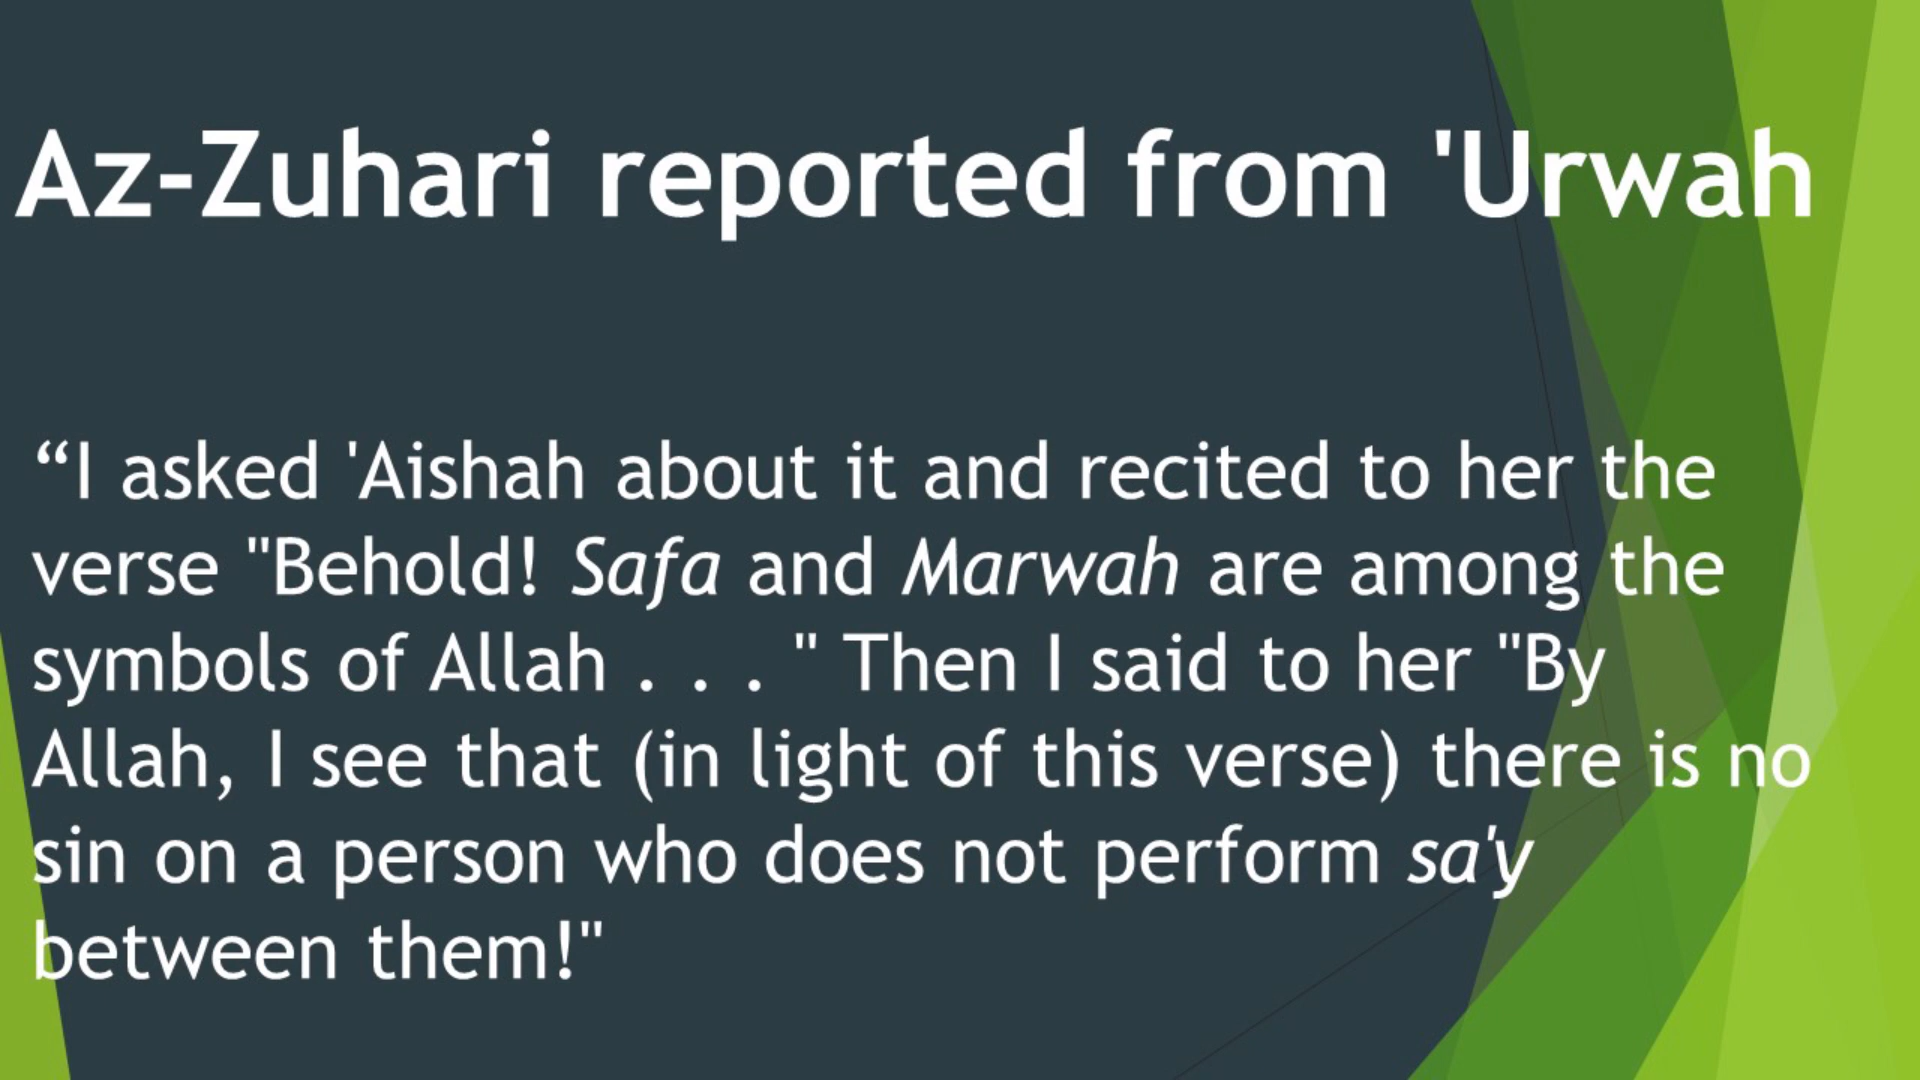 Az-Zuhari reported from 'Urwah
“I asked 'Aishah about it and recited to her the
verse "Behold! Safa and Marwah are among the
symbols of Allah . . . " Then I said to her "By
Allah, I see that (in light of this verse) there is no
sin on a person who does not perform sa'y
between them!"